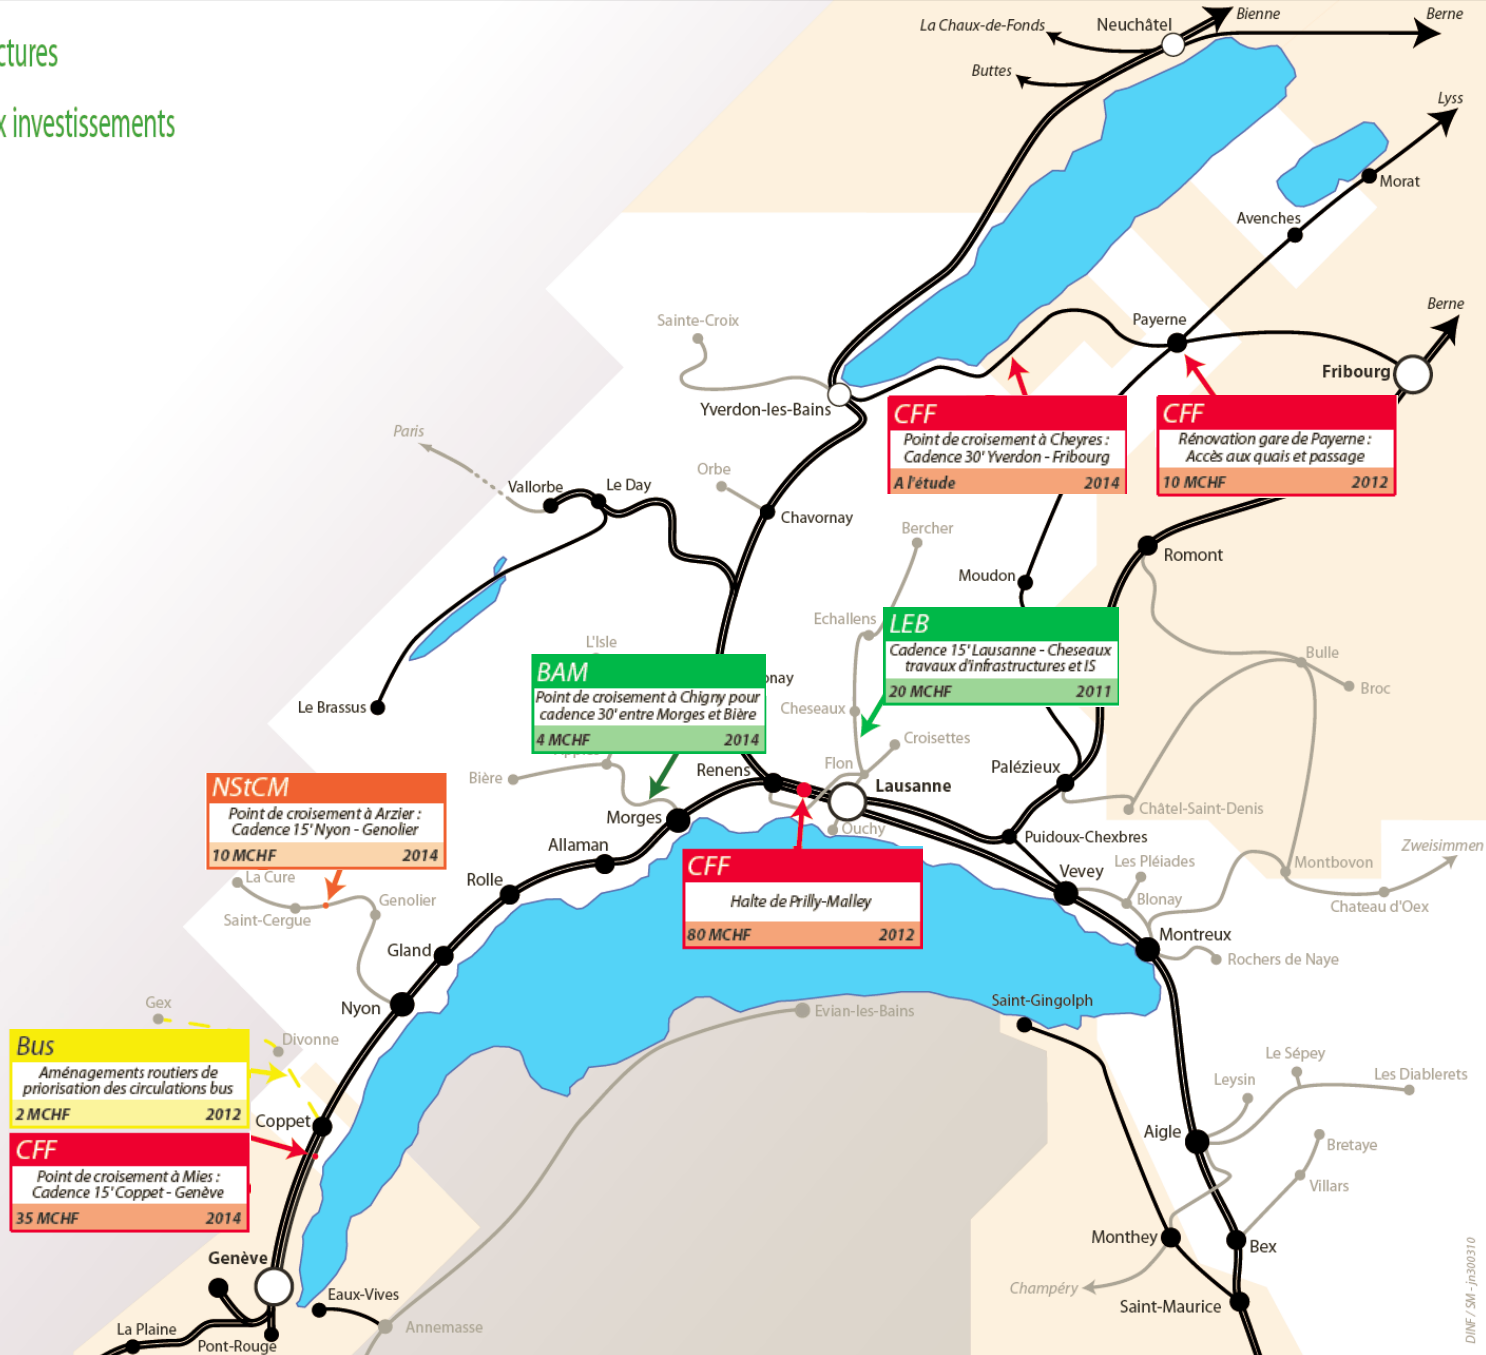 ctures
x investissements
La Chaux-de-Fonds
Neuchâtel
Bienne
Berne
Buttes
Lyss
Morat
Avenches
Berne
Payerne
Fribourg
Sainte-Croix
Yverdon-les-Bains
CFF
Point de croisement à Cheyres :
Cadence 30' Yverdon - Fribourg
A l'étude 2014
CFF
Rénovation gare de Payerne :
Accès aux quais et passage
10 MCHF 2012
Paris
Vallorbe
Le Day
Orbe
Chavornay
Bercher
Romont
Moudon
Echallens
LEB
Cadence 15' Lausanne - Cheseaux
travaux d'infrastructures et IS
20 MCHF 2011
L'Isle
BAM
Point de croisement à Chigny pour
cadence 30' entre Morges et Bière
4 MCHF 2014
onay
Bulle
Broc
Le Brassus
Cheseaux
Croisettes
Flon
Renens
Bière
Lausanne
Palézieux
Châtel-Saint-Denis
NStCM
Point de croisement à Arzier :
Cadence 15' Nyon - Genolier
10 MCHF 2014
Morges
Ouchy
Puidoux-Chexbres
Allaman
Zweisimmen
CFF
Halte de Prilly-Malley
80 MCHF 2012
Vevey
Les Pléiades
Montbovon
La Cure
Rolle
Genolier
Blonay
Chateau d'Oex
Saint-Cergue
Montreux
Gland
Rochers de Naye
Nyon
Gex
Evian-les-Bains
Saint-Gingolph
Divonne
Bus
Aménagements routiers de
priorisation des circulations bus
2 MCHF 2012
Coppet
Le Sépey
Leysin
Les Diablerets
CFF
Point de croisement à Mies :
Cadence 15' Coppet - Genève
35 MCHF 2014
Aigle
Bretaye
Villars
Monthey
Bex
Genève
Champéry
Saint-Maurice
Eaux-Vives
La Plaine
Pont-Rouge
Annemasse
DINF / SM - jn300310